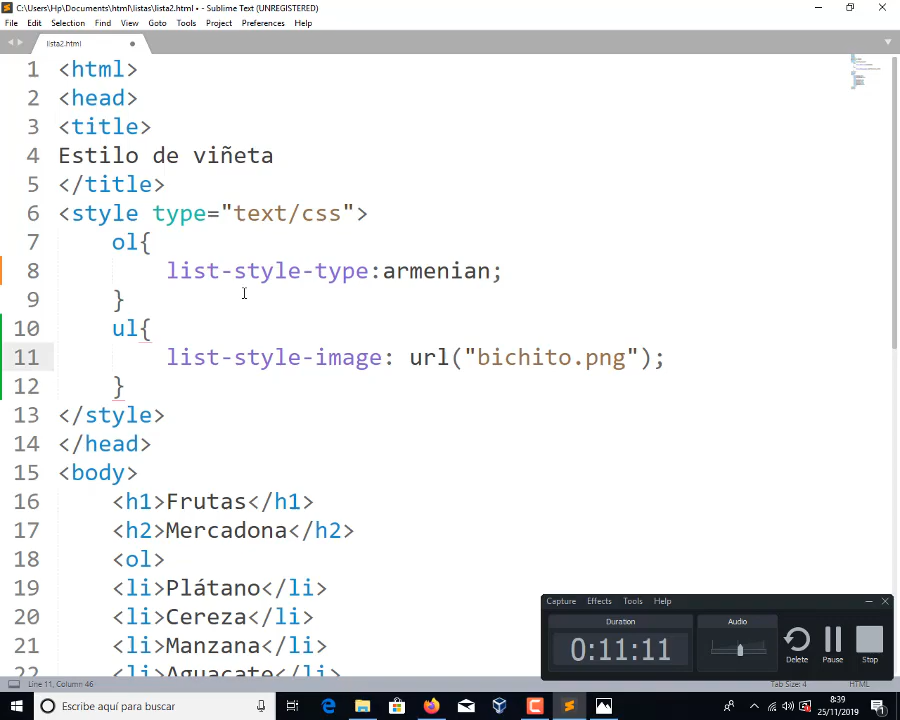 C:\Users\Hp\Documents\html\listas\lista2.html • - Sublime Text (UNREGISTERED)
File Edit Selection Find View Goto Tools Project Preferences Help
lista2.html
1 <html>
2 <head>
3 <title>
4 Estilo de viñeta
5 </title>
6 <style type="text/css">
7 ol{
8 list-style-type:armenian;
9 }
10 ul{
11 list-style-image: url("bichito.png");
12 }
13 </style>
14 </head>
15 <body>
16 <h1>Frutas</h1>
17 <h2>Mercadona</h2>
18 <ol>
19 <li>Plátano</li>
20 <li>Cereza</li>
21 <li>Manzana</li>
22 <li>Aguacate</li>
Capture Effects Tools Help
Duration Audio
0:11:11
Delete Pause Stop
Line 11, Column 46 Tab Size: 4 HTML
Escribe aquí para buscar
8:39
25/11/2019
1